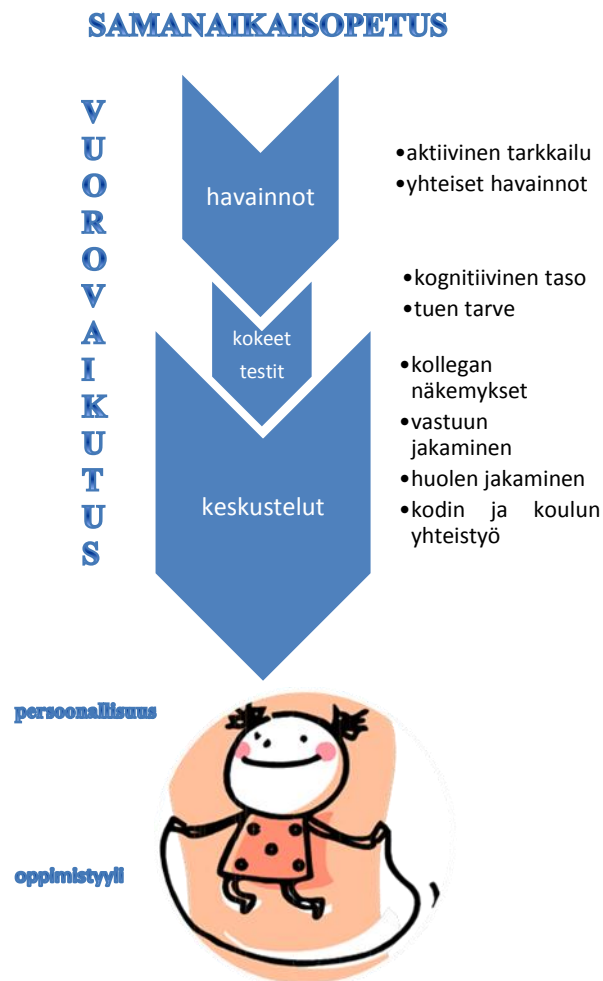 SAMANAIKAISOPETUS
VUOROVAIKUTUS
havainnot
•aktiivinen tarkkailu
•yhteiset havainnot
kokeet
testit
•kognitiivinen taso
•tuen tarve
keskustelut
•kollegan
näkemykset
•vastuun
jakaminen
•huolen jakaminen
•kodin ja koulun
yhteistyö
persoonallisuus
oppimistyyli